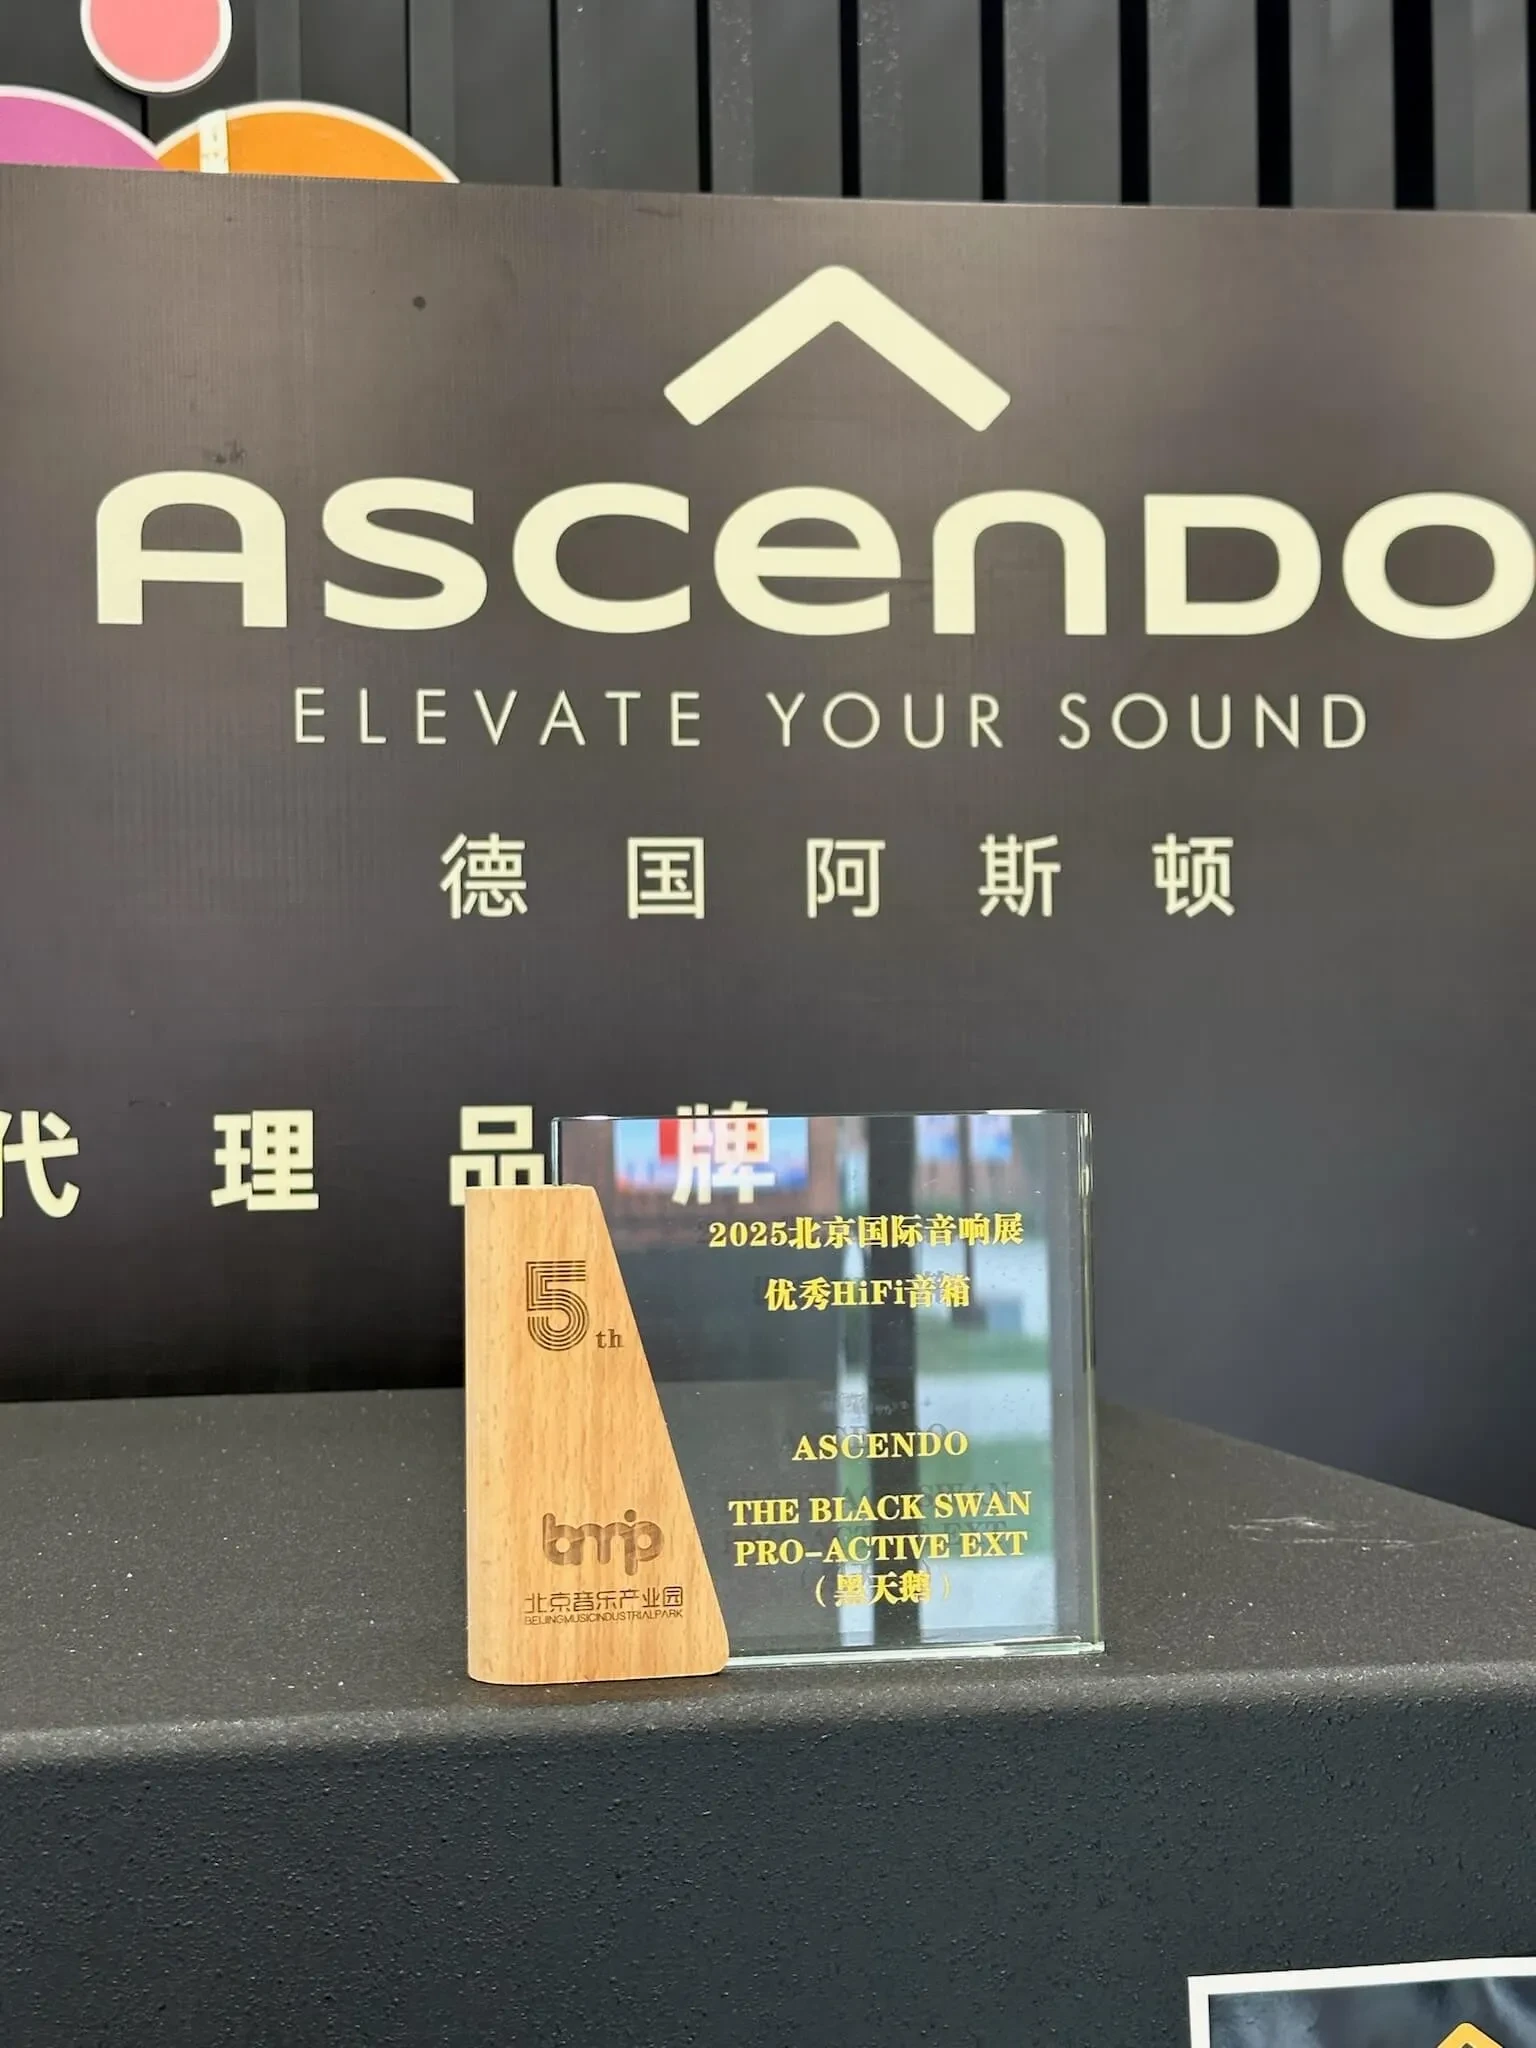 ASCENDO
ELEVATE YOUR SOUND
德国阿斯顿
代理品牌
2025北京国际音响展
优秀HiFi音箱
ASCENDO
THE BLACK SWAN
PRO-ACTIVE EXT
（黑天鹅）
5th
bmip
北京音乐产业园
BEIJINGMUSICINDUSTRIALPARK